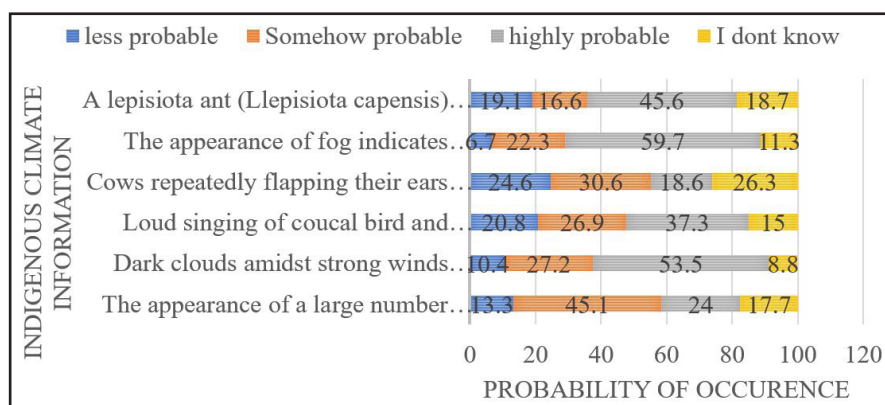 less probable Somehow probable highly probable I dont know
INDIGENOUS CLIMATE
INFORMATION
A lepisiota ant (Llepisiota capensis)… 19.1 16.6 45.6 18.7
The appearance of fog indicates 6.7 22.3 59.7 11.3
Cows repeatedly flapping their ears… 24.6 30.6 18.6 26.3
Loud singing of coucal bird and… 20.8 26.9 37.3 15
Dark clouds amidst strong winds… 10.4 27.2 53.5 8.8
The appearance of a large number… 13.3 45.1 24 17.7
0 20 40 60 80 100 120
PROBABILITY OF OCCURENCE